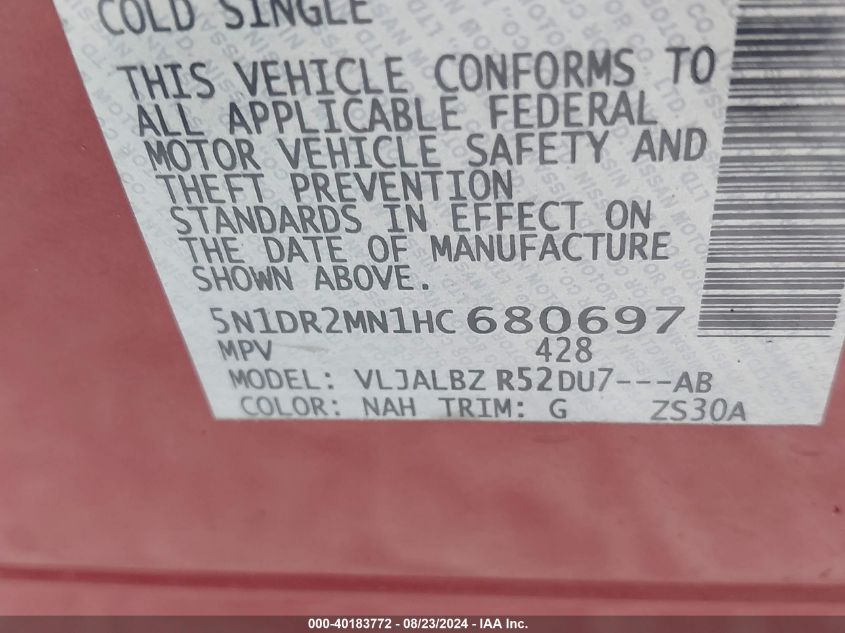 COLD SINGLE
THIS VEHICLE CONFORMS TO
ALL APPLICABLE FEDERAL
MOTOR VEHICLE SAFETY AND
THEFT PREVENTION
STANDARDS IN EFFECT ON
THE DATE OF MANUFACTURE
SHOWN ABOVE.
5N1DR2MN1HC 680697
MPV 428
MODEL: VLJALBZ R52DU7---AB
COLOR: NAH TRIM: G ZS30A
000-40183772 - 08/23/2024 - IAA Inc.